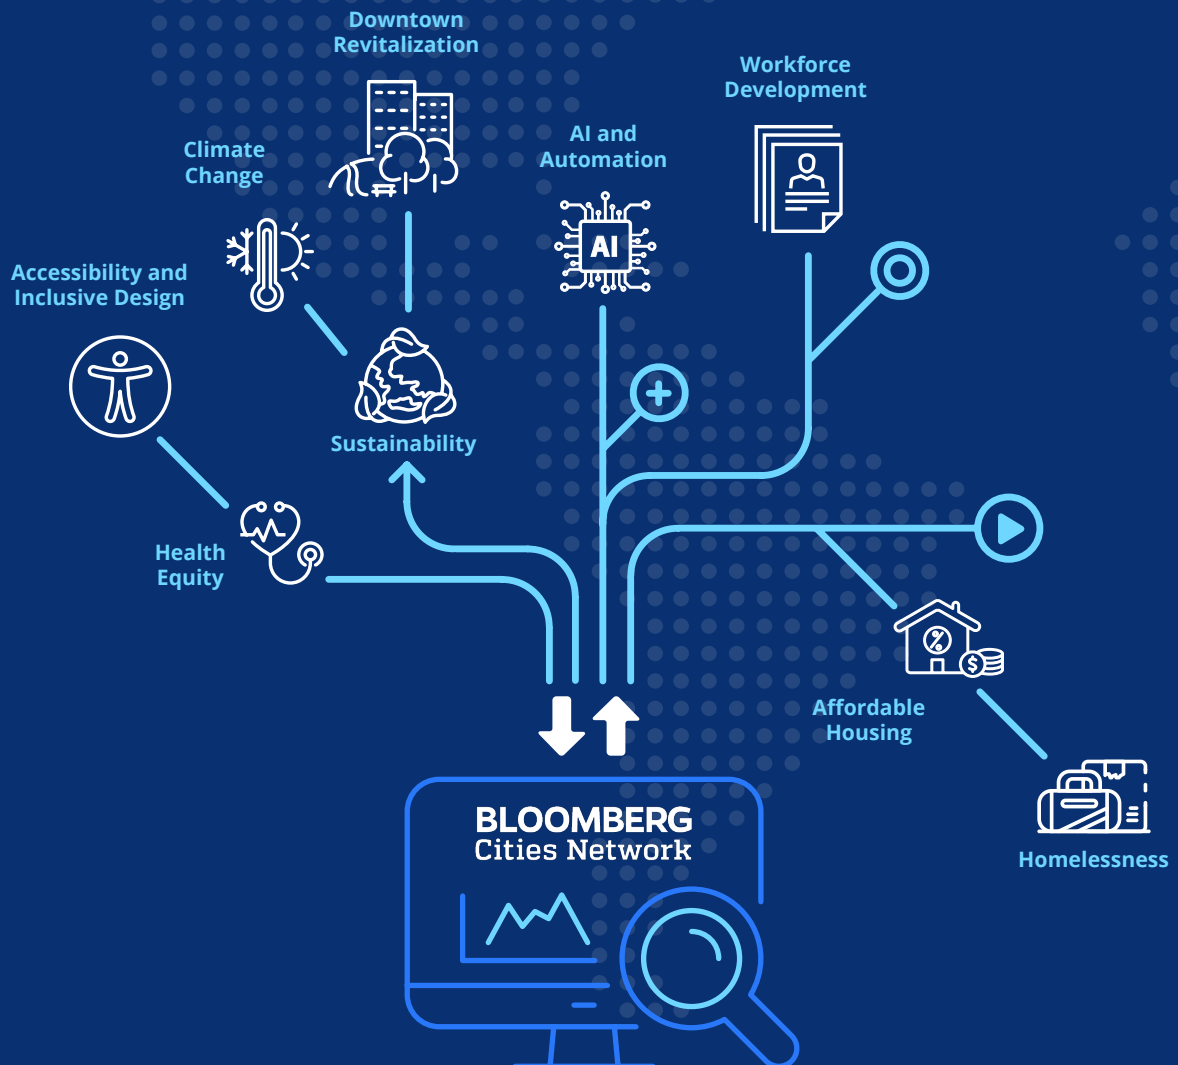 Downtown
Revitalization
Workforce
Development
AI and
Automation
Climate
Change
AI
Accessibility and
Inclusive Design
Sustainability
Health
Equity
%
$
Affordable
Housing
BLOOMBERG
Cities Network
Homelessness